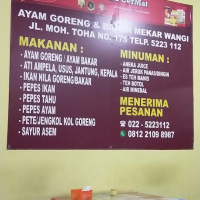 AYAM GORENG & BAKAR MEKAR WANGI
JL. MOH. TOHA NO. 175 TELP. 5223 112
MAKANAN :
- AYAM GORENG / AYAM BAKAR
- ATI AMPELA, USUS, JANTUNG, KEPALA
- IKAN NILA GORENG/BAKAR
- PEPES IKAN
- PEPES TAHU
- PEPES AYAM
- PETE/JENGKOL KOL GORENG
- SAYUR ASEM
MINUMAN :
- ANEKA JUICE
- AIR JERUK PANAS/DINGIN
- ES TEH MANIS
- TEH BOTOL
- AIR MINERAL
MENERIMA
PESANAN
022 - 5223112
0812 2109 8987